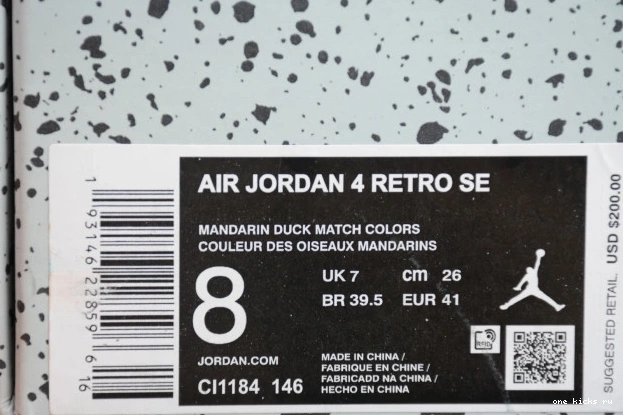 AIR JORDAN 4 RETRO SE
MANDARIN DUCK MATCH COLORS
COULEUR DES OISEAUX MANDARINS
8
UK 7 cm 26
BR 39.5 EUR 41
JORDAN.COM
CI1184 146
MADE IN CHINA /
FABRIQUE EN CHINE /
FABRICADD NA CHINA /
HECHO EN CHINA
RFID
1 93146 22859 6 16
SUGGESTED RETAIL USD $200.00
one kicks ru